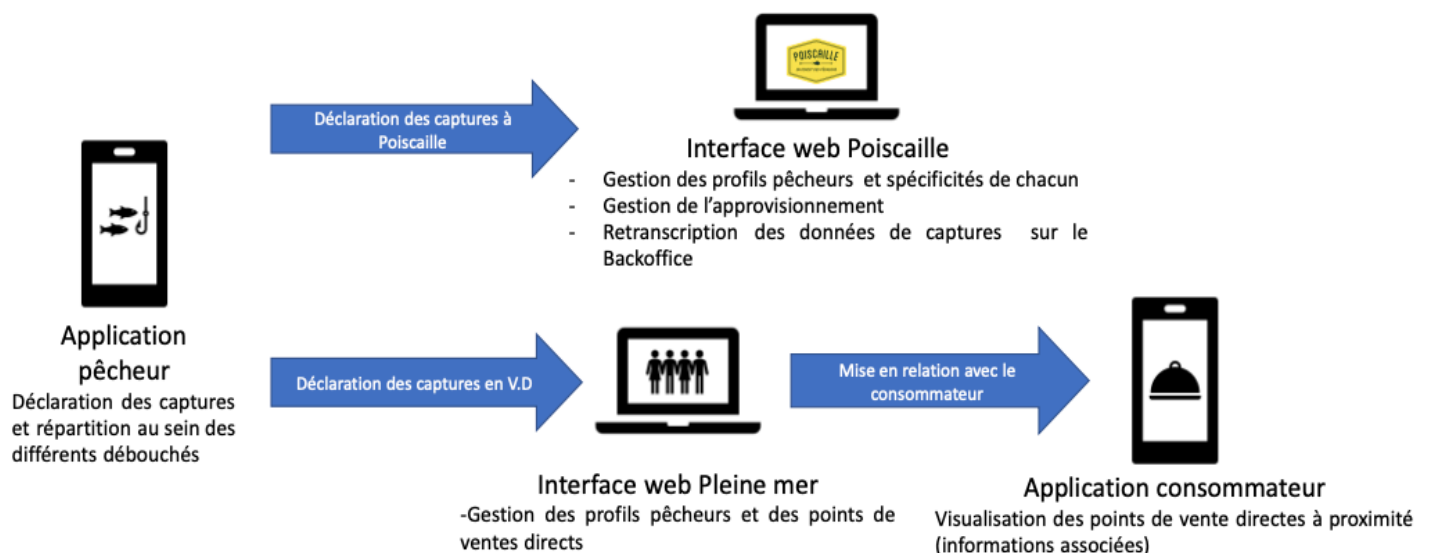 POISCAILLE
Déclaration des captures à
Poiscaille
Interface web Poiscaille
- Gestion des profils pêcheurs et spécificités de chacun
- Gestion de l'approvisionnement
- Retranscription des données de captures sur le
Backoffice
Application
pêcheur
Déclaration des captures
et répartition au sein des
différents débouchés
Déclaration des captures en V.D
Interface web Pleine mer
-Gestion des profils pêcheurs et des points de
ventes directs
Mise en relation avec le
consommateur
Application consommateur
Visualisation des points de vente directes à proximité
(informations associées)